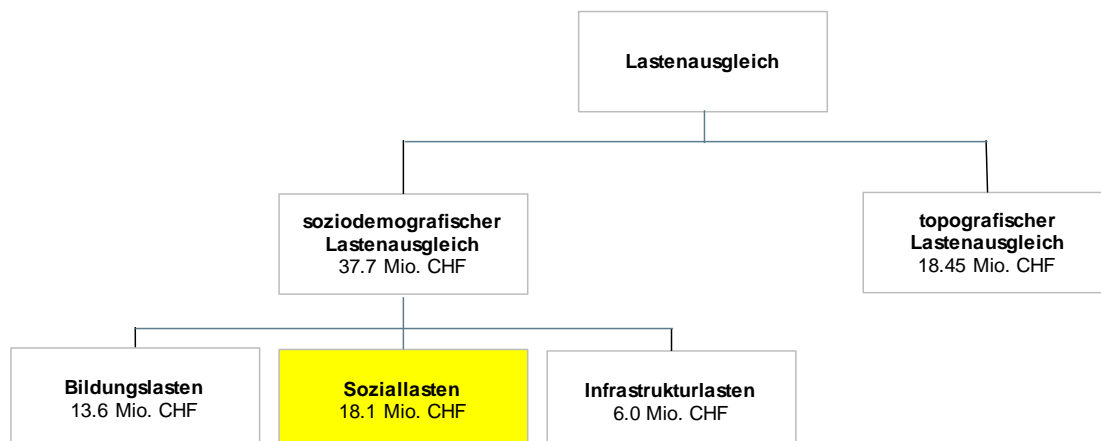 Lastenausgleich
soziodemografischer
Lastenausgleich
37.7 Mio. CHF
topografischer
Lastenausgleich
18.45 Mio. CHF
Bildungslasten
13.6 Mio. CHF
Soziallasten
18.1 Mio. CHF
Infrastrukturlasten
6.0 Mio. CHF